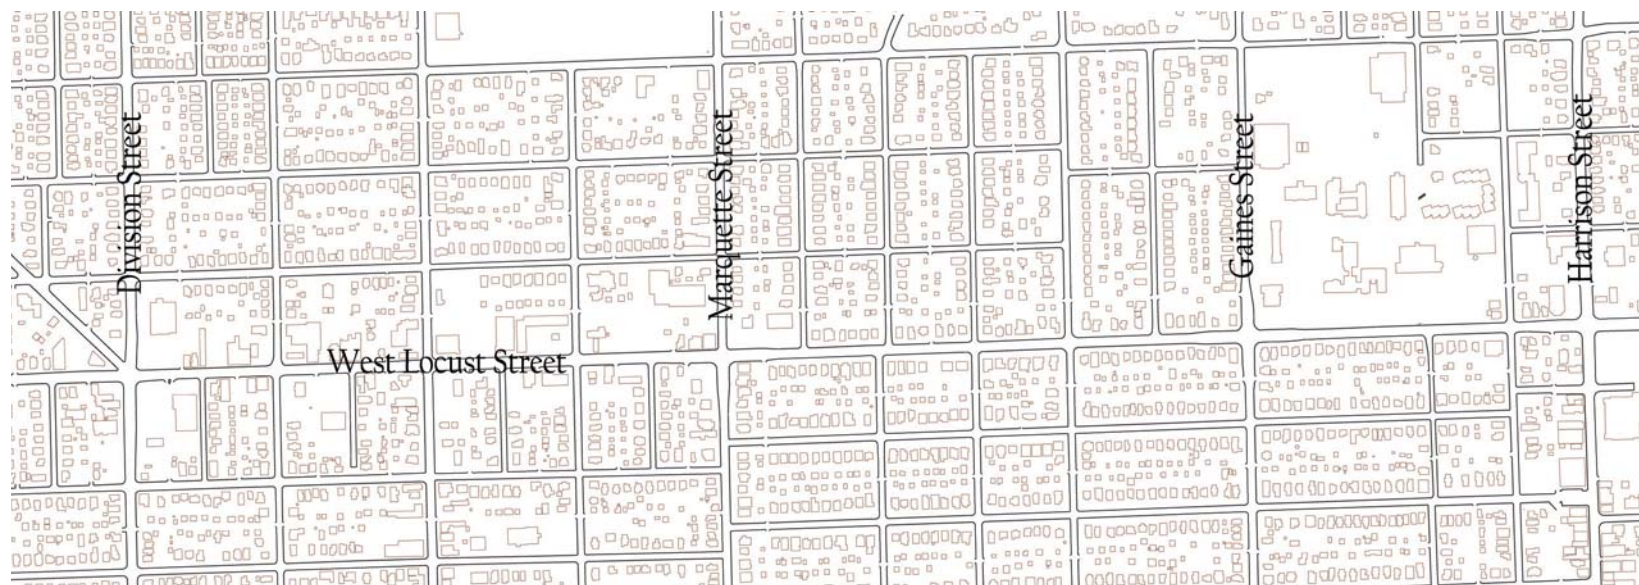 Division Street
Marquette Street
Gaines Street
Harrison Street
West Locust Street